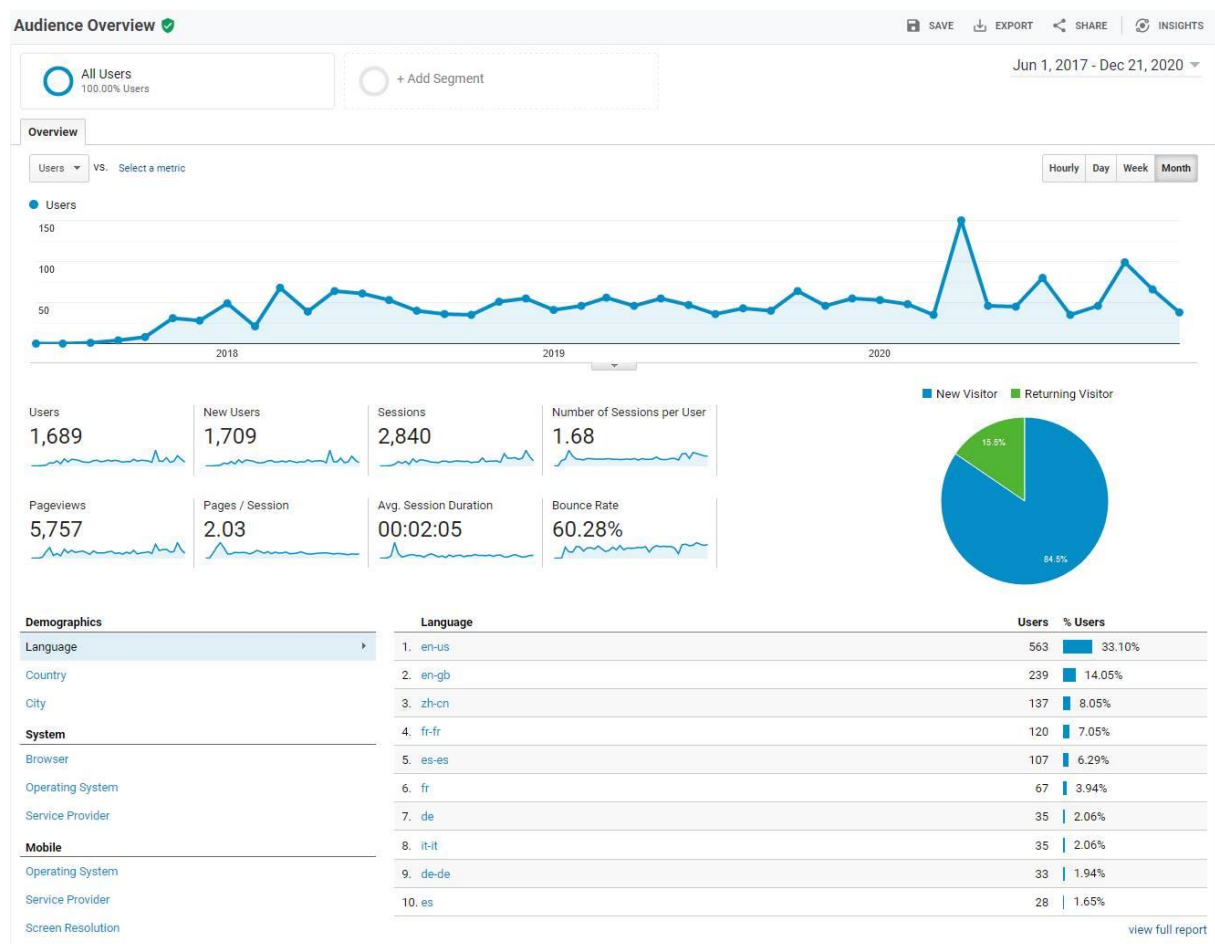 Audience Overview
SAVE EXPORT SHARE INSIGHTS
All Users
100.00% Users
+ Add Segment
Jun 1, 2017 - Dec 21, 2020
Overview
Users VS. Select a metric
Hourly Day Week Month
Users
150
100
50
2018 2019 2020
New Visitor Returning Visitor
Users New Users Sessions Number of Sessions per User
1,689 1,709 2,840 1.68
15.5%
Pageviews Pages / Session Avg. Session Duration Bounce Rate
5,757 2.03 00:02:05 60.28%
84.5%
Demographics
Language
Country
City
System
Browser
Operating System
Service Provider
Mobile
Operating System
Service Provider
Screen Resolution
Language Users % Users
1. en-us 563 33.10%
2. en-gb 239 14.05%
3. zh-cn 137 8.05%
4. fr-fr 120 7.05%
5. es-es 107 6.29%
6. fr 67 3.94%
7. de 35 2.06%
8. it-it 35 2.06%
9. de-de 33 1.94%
10. es 28 1.65%
view full report